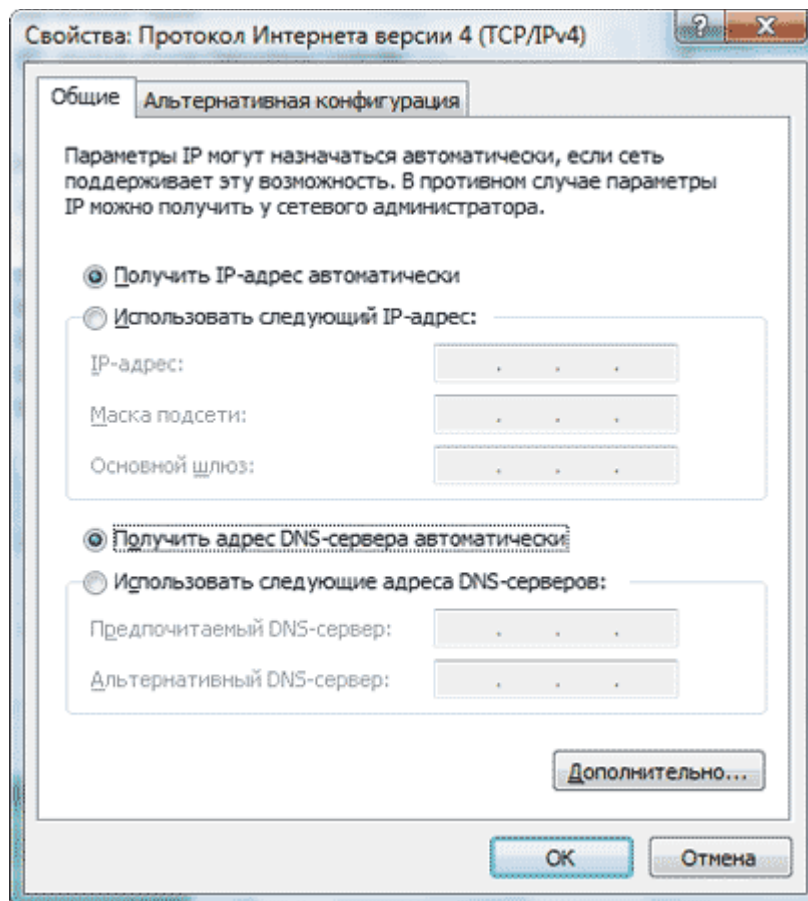 Свойства: Протокол Интернета версии 4 (TCP/IPv4)
Общие
Альтернативная конфигурация
Параметры IP могут назначаться автоматически, если сеть
поддерживает эту возможность. В противном случае параметры
IP можно получить у сетевого администратора.
Получить IP-адрес автоматически
Использовать следующий IP-адрес:
IP-адрес:
Маска подсети:
Основной шлюз:
Получить адрес DNS-сервера автоматически
Использовать следующие адреса DNS-серверов:
Предпочитаемый DNS-сервер:
Альтернативный DNS-сервер:
Дополнительно...
ОК
Отмена